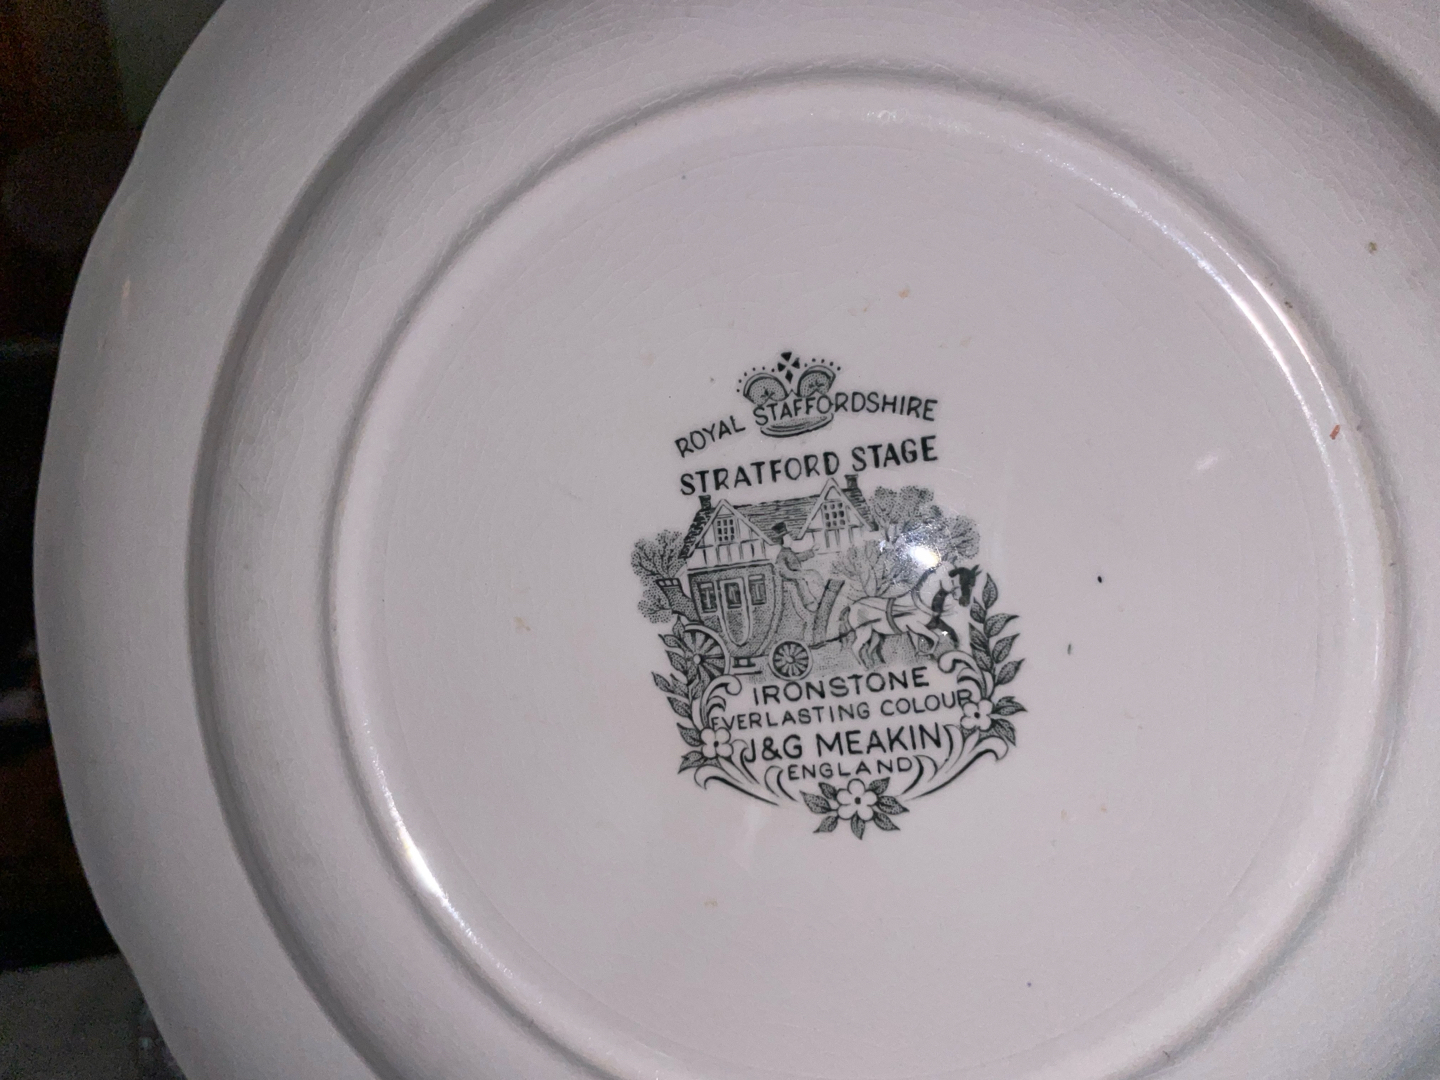 ROYAL STAFFORDSHIRE
STRATFORD STAGE
IRONSTONE
EVERLASTING COLOUR
J&G MEAKIN
ENGLAND